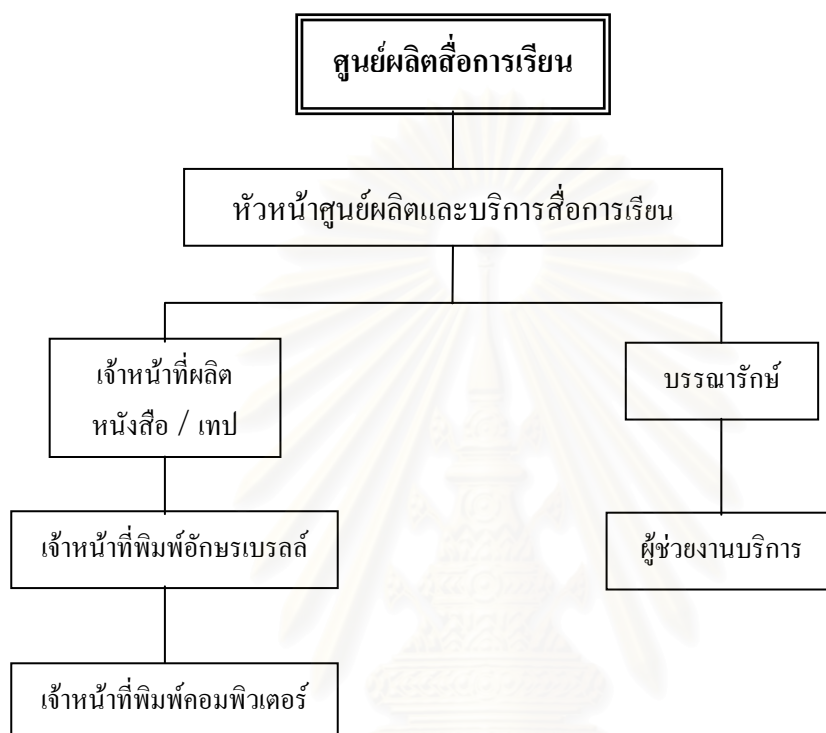 ศูนย์ผลิตสื่อการเรียน
หัวหน้าศูนย์ผลิตและบริการสื่อการเรียน
เจ้าหน้าที่ผลิต
หนังสือ / เทป
บรรณารักษ์
เจ้าหน้าที่พิมพ์อักษรเบรลล์
ผู้ช่วยงานบริการ
เจ้าหน้าที่พิมพ์คอมพิวเตอร์